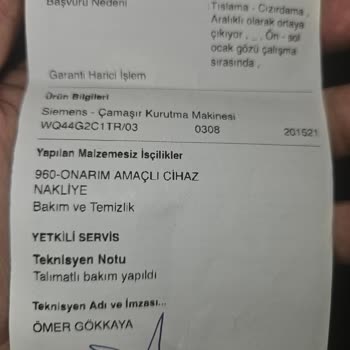 Başvuru Nedeni
Tıslama - Cızırdama,
Aralıklı olarak ortaya
çıkıyor , , Ön - sol
ocak gözü çalışma
sırasında ,
Garanti Harici İşlem
Ürün Bilgileri
Siemens - Çamaşır Kurutma Makinesi
WQ44G2C1TR/03 0308 201521
Yapılan Malzemesiz İşçilikler
960-ONARIM AMAÇLI CİHAZ
NAKLİYE
Bakım ve Temizlik
YETKİLİ SERVİS
Teknisyen Notu
Talimatlı bakım yapıldı
Teknisyen Adı ve İmzası...
ÖMER GÖKKAYA